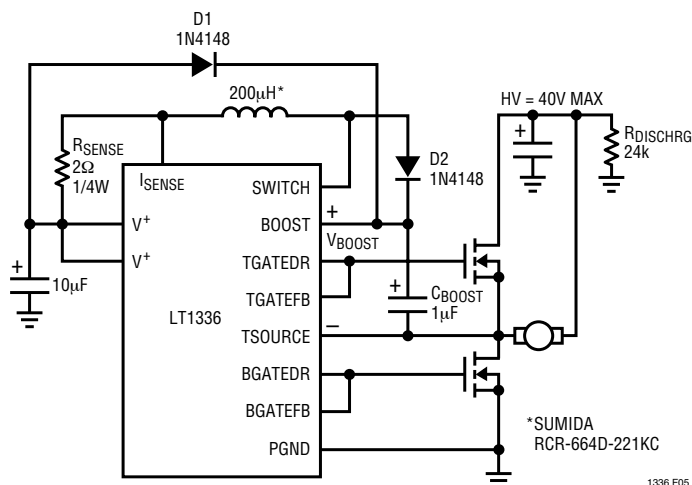 D1
1N4148
200μH*
HV = 40V MAX
+
RSENSE
2Ω
1/4W
RDISCHRG
24k
D2
1N4148
ISENSE
SWITCH
+
V+
BOOST
VBOOST
V+
TGATEDR
+
10μF
+
CBOOST
1μF
TGATEFB
LT1336
TSOURCE
–
BGATEDR
BGATEFB
*SUMIDA
RCR-664D-221KC
PGND
1336 F05